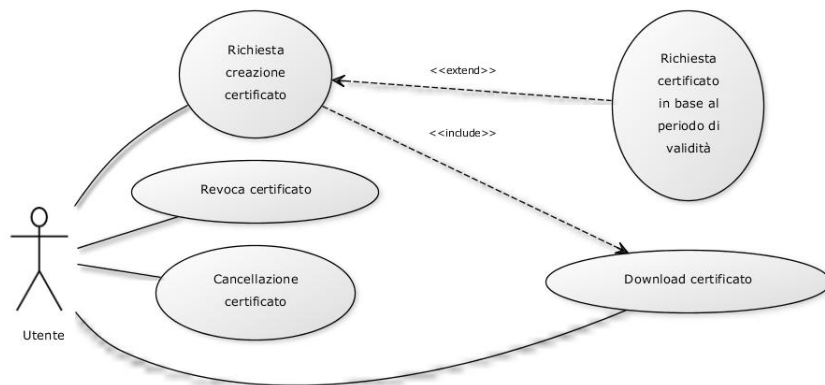 Richiesta
creazione
certificato
<<extend>>
Richiesta
certificato
in base al
periodo di
validità
<<include>>
Revoca certificato
Cancellazione
certificato
Download certificato
Utente